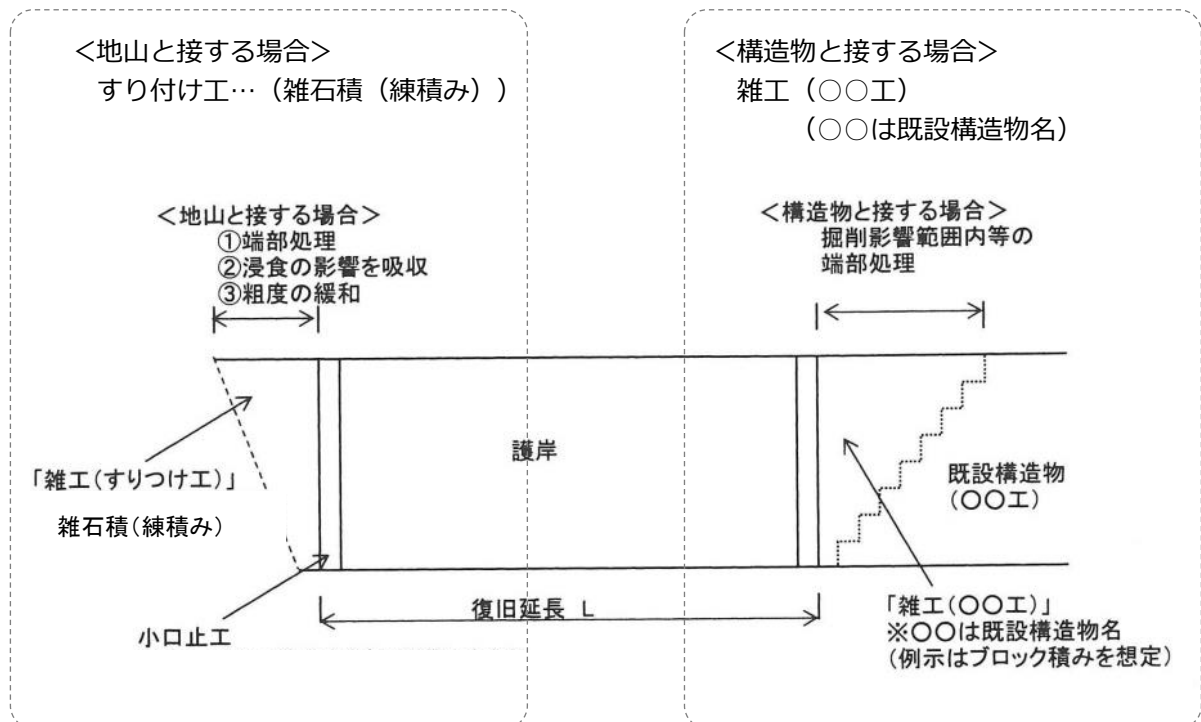 <地山と接する場合>
すり付け工…(雑石積(練積み))
<構造物と接する場合>
雑工(○○工)
(○○は既設構造物名)
<地山と接する場合>
①端部処理
②浸食の影響を吸収
③粗度の緩和
<構造物と接する場合>
掘削影響範囲内等の
端部処理
「雑工(すりつけ工)」
雑石積(練積み)
護岸
既設構造物
(○○工)
小口止工
復旧延長 L
「雑工(○○工)」
※○○は既設構造物名
(例示はブロック積みを想定)